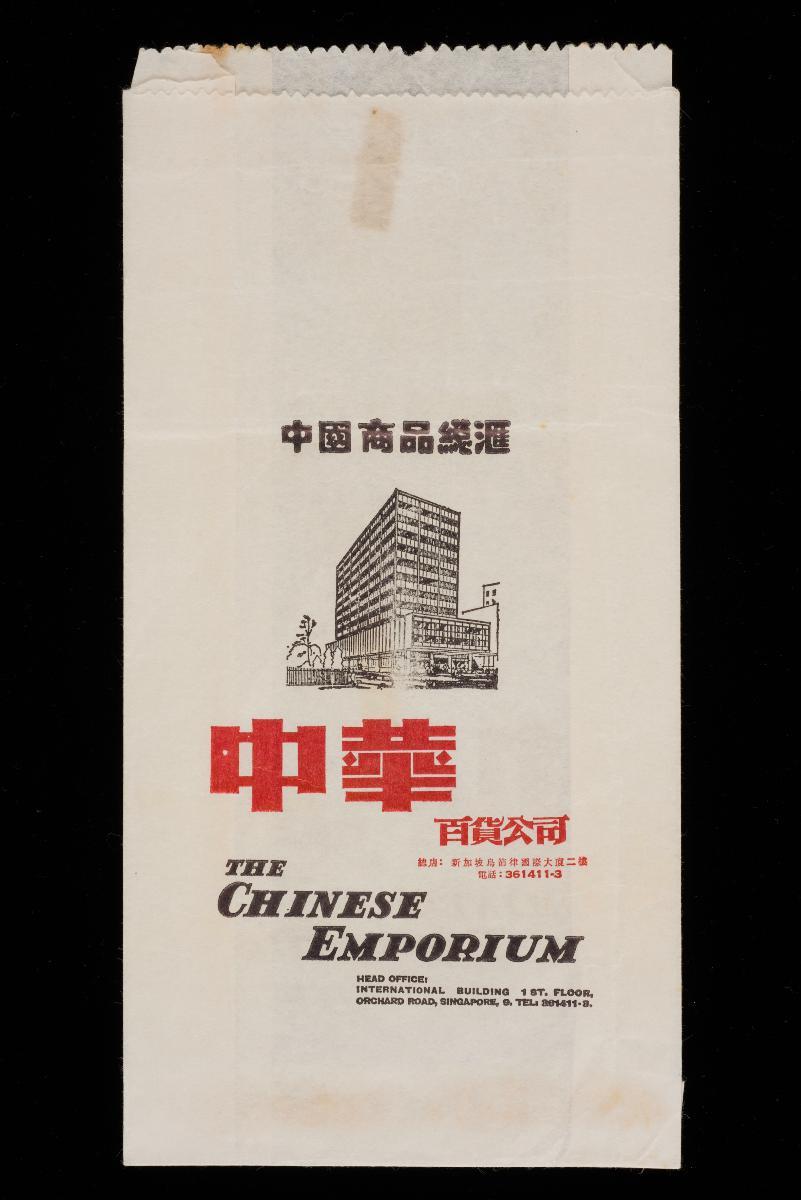 中國商品綫滙
中華
百貨公司
總店：新加坡烏節律國際大廈二樓
電話：361411-3
THE
CHINESE
EMPORIUM
HEAD OFFICE:
INTERNATIONAL BUILDING 1 ST. FLOOR,
ORCHARD ROAD, SINGAPORE, 9. TEL: 361411-3.